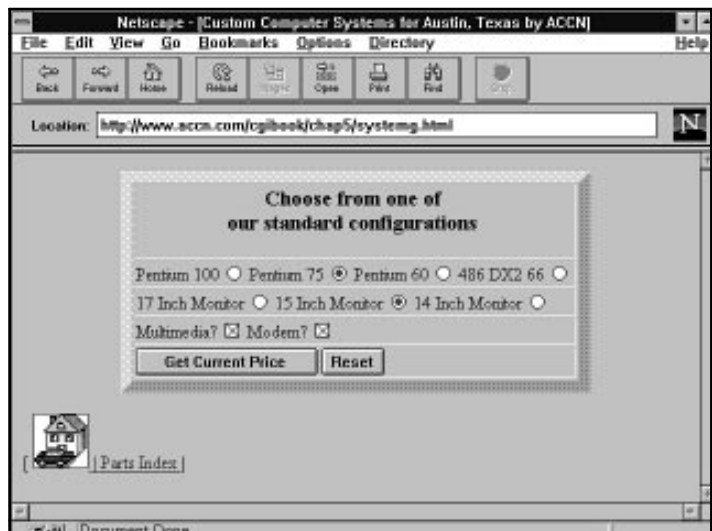 Netscape - [Custom Computer Systems for Austin, Texas by ACCN]
File Edit View Go Bookmarks Options Directory Help
Back Forward Home Reload Open Print Find Stop
Location: http://www.accn.com/cgibook/chap5/systemg.html
N
Choose from one of
our standard configurations
Pentium 100 Pentium 75 Pentium 60 486 DX2 66
17 Inch Monitor 15 Inch Monitor 14 Inch Monitor
Multimedia? Modem?
Get Current Price Reset
[ | Parts Index |
Document Done